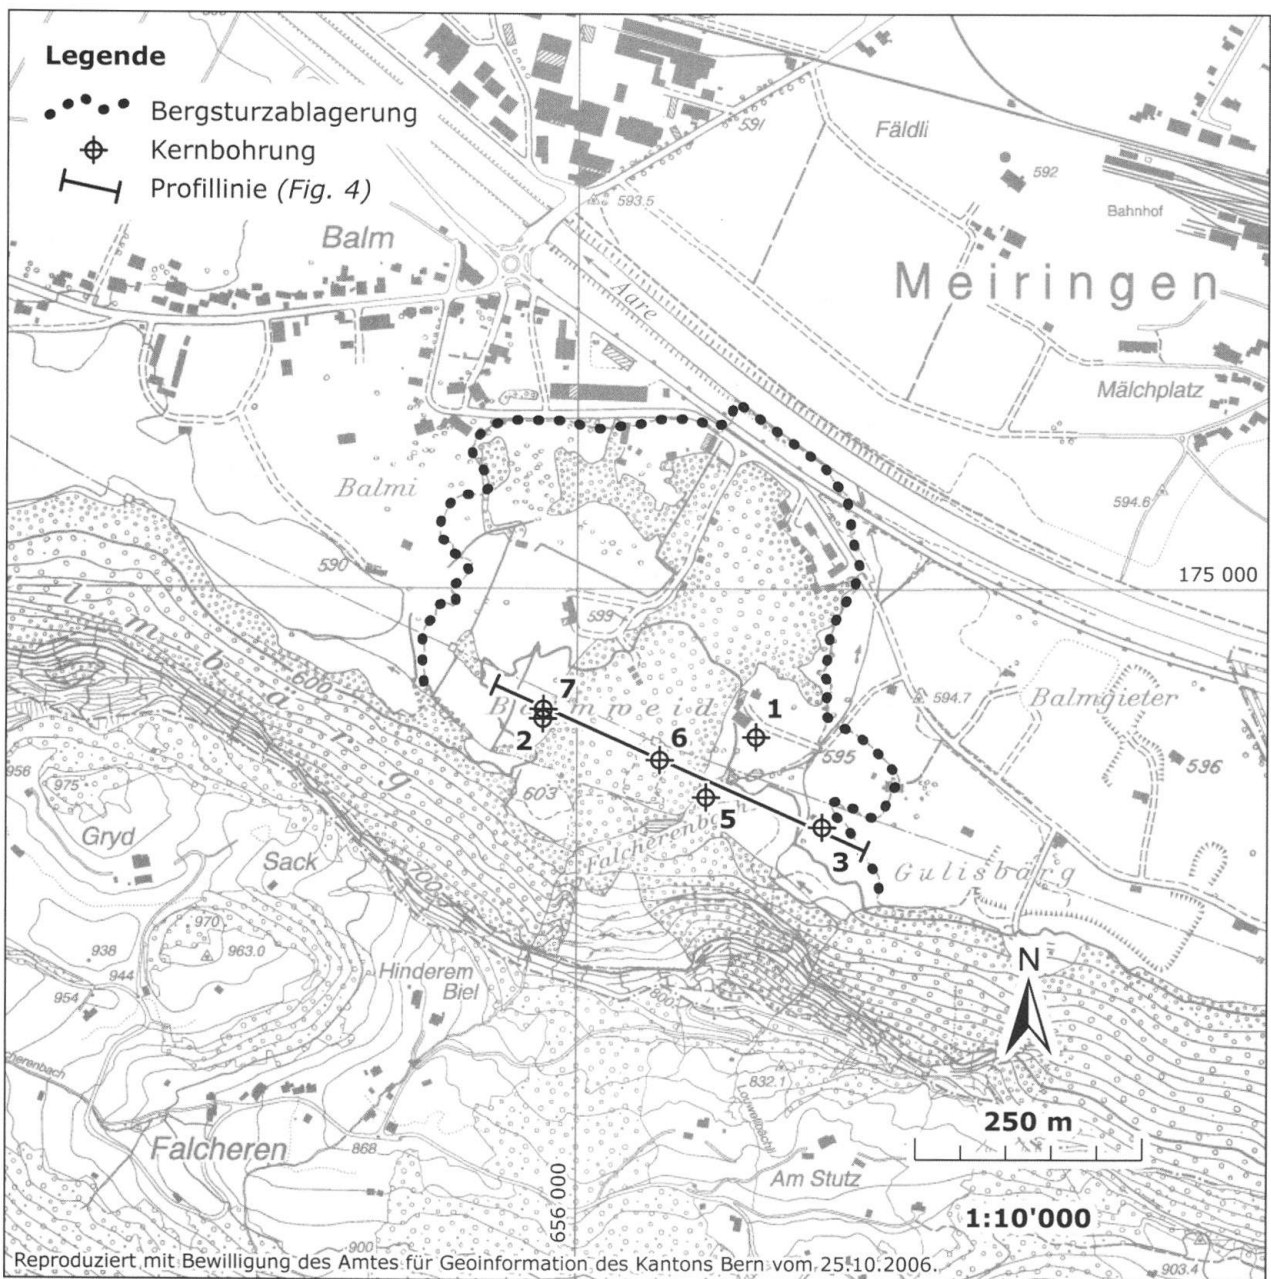 Legende
Bergsturzablagerung
Kernbohrung
Profillinie (Fig. 4)
591
Fäldli
592
593.5
Bahnhof
Balm
Meiringen
Aare
Mälchplatz
Balmi
594.6
590
175 000
599
600
7
Balmweid
1
594.7
Balmgieter
2
6
595
596
956
975
603
5
Gryd
Falcherenbach
3
Gulisbärg
Sack
700
970
963.0
938
944
954
Hinderem
Biel
N
800
832.1
250 m
868
Falcheren
Am Stutz
656 000
1:10'000
900
Reproduziert mit Bewilligung des Amtes für Geoinformation des Kantons Bern vom 25.10.2006.
903.4